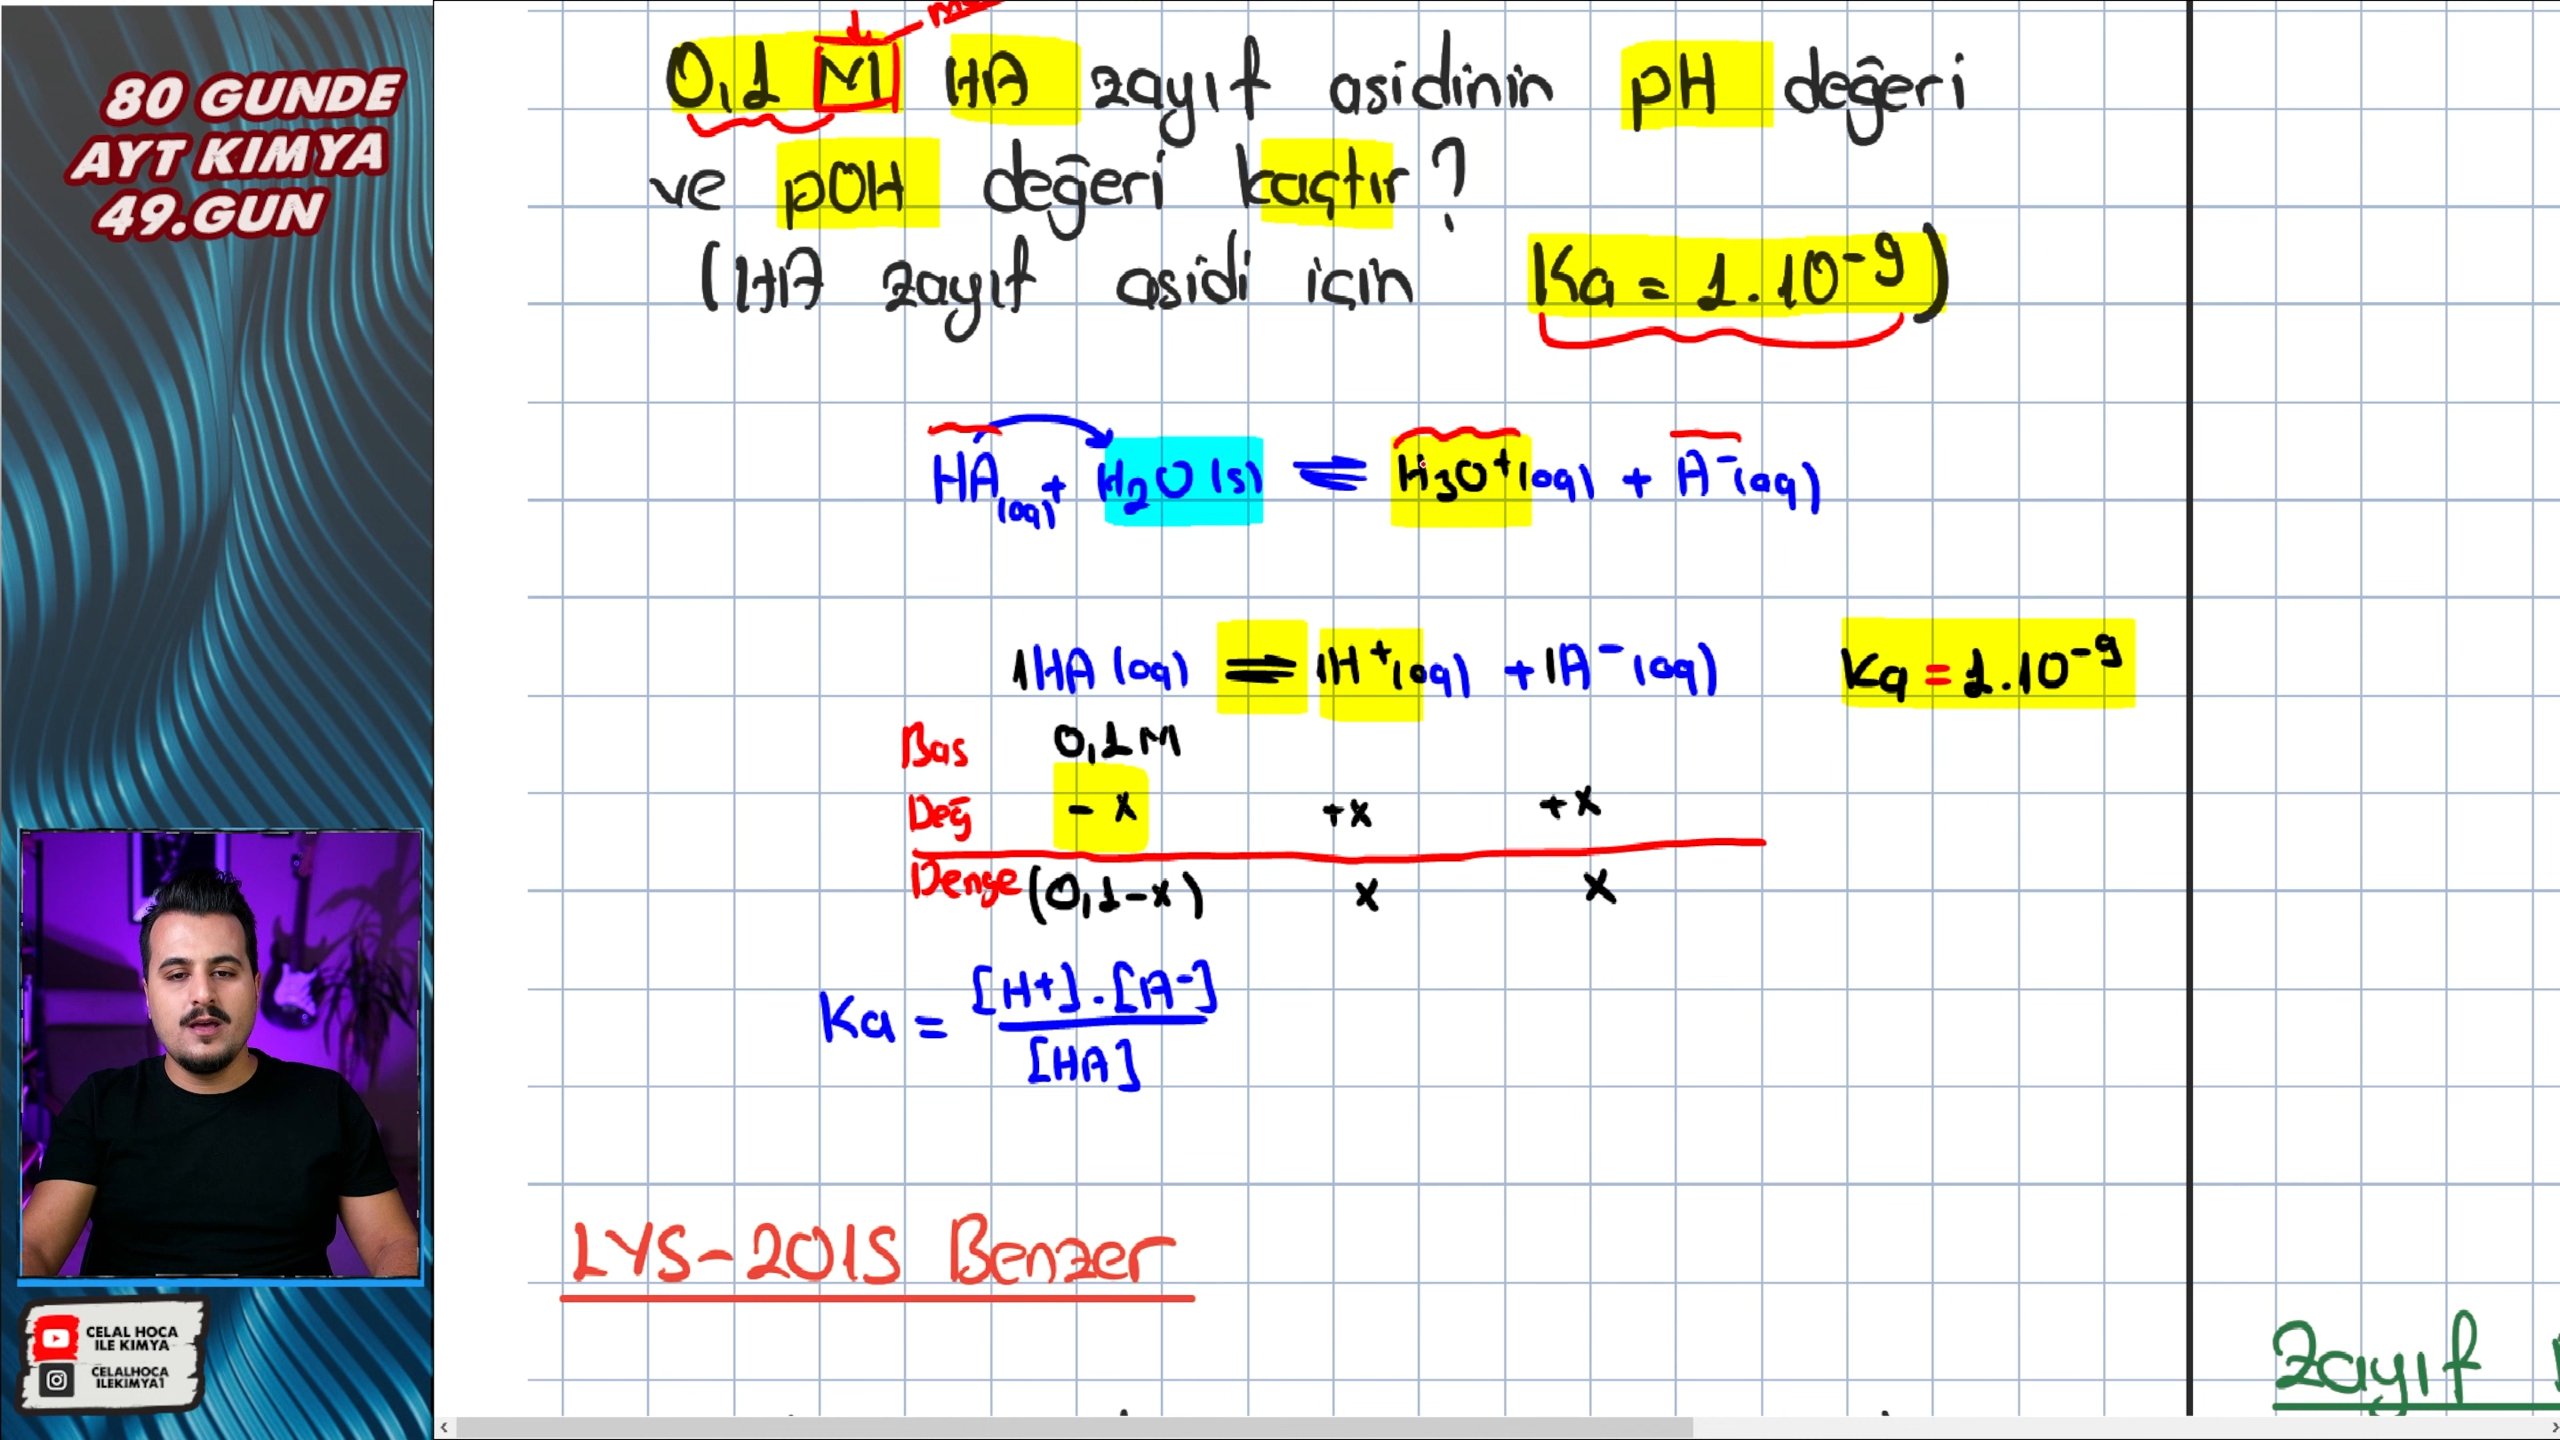 80 GUNDE
AYT KIMYA
49.GUN
0,1 M HA zayıf asidinin pH değeri
ve pOH değeri kaçtır?
(HA zayıf asidi için Ka = 1.10⁻⁹)
HA(aq) + H₂O(s) ⇌ H₃O⁺(aq) + A⁻(aq)
1HA(aq) ⇌ 1H⁺(aq) + 1A⁻(aq) Ka = 1.10⁻⁹
Bas 0,1M
Değ - x +x +x
Denge (0,1-x) x x
Ka = [H+].[A-]
[HA]
LYS-2015 Benzer
CELAL HOCA
ILE KIMYA
CELALHOCA
ILEKIMYA1
Zayıf